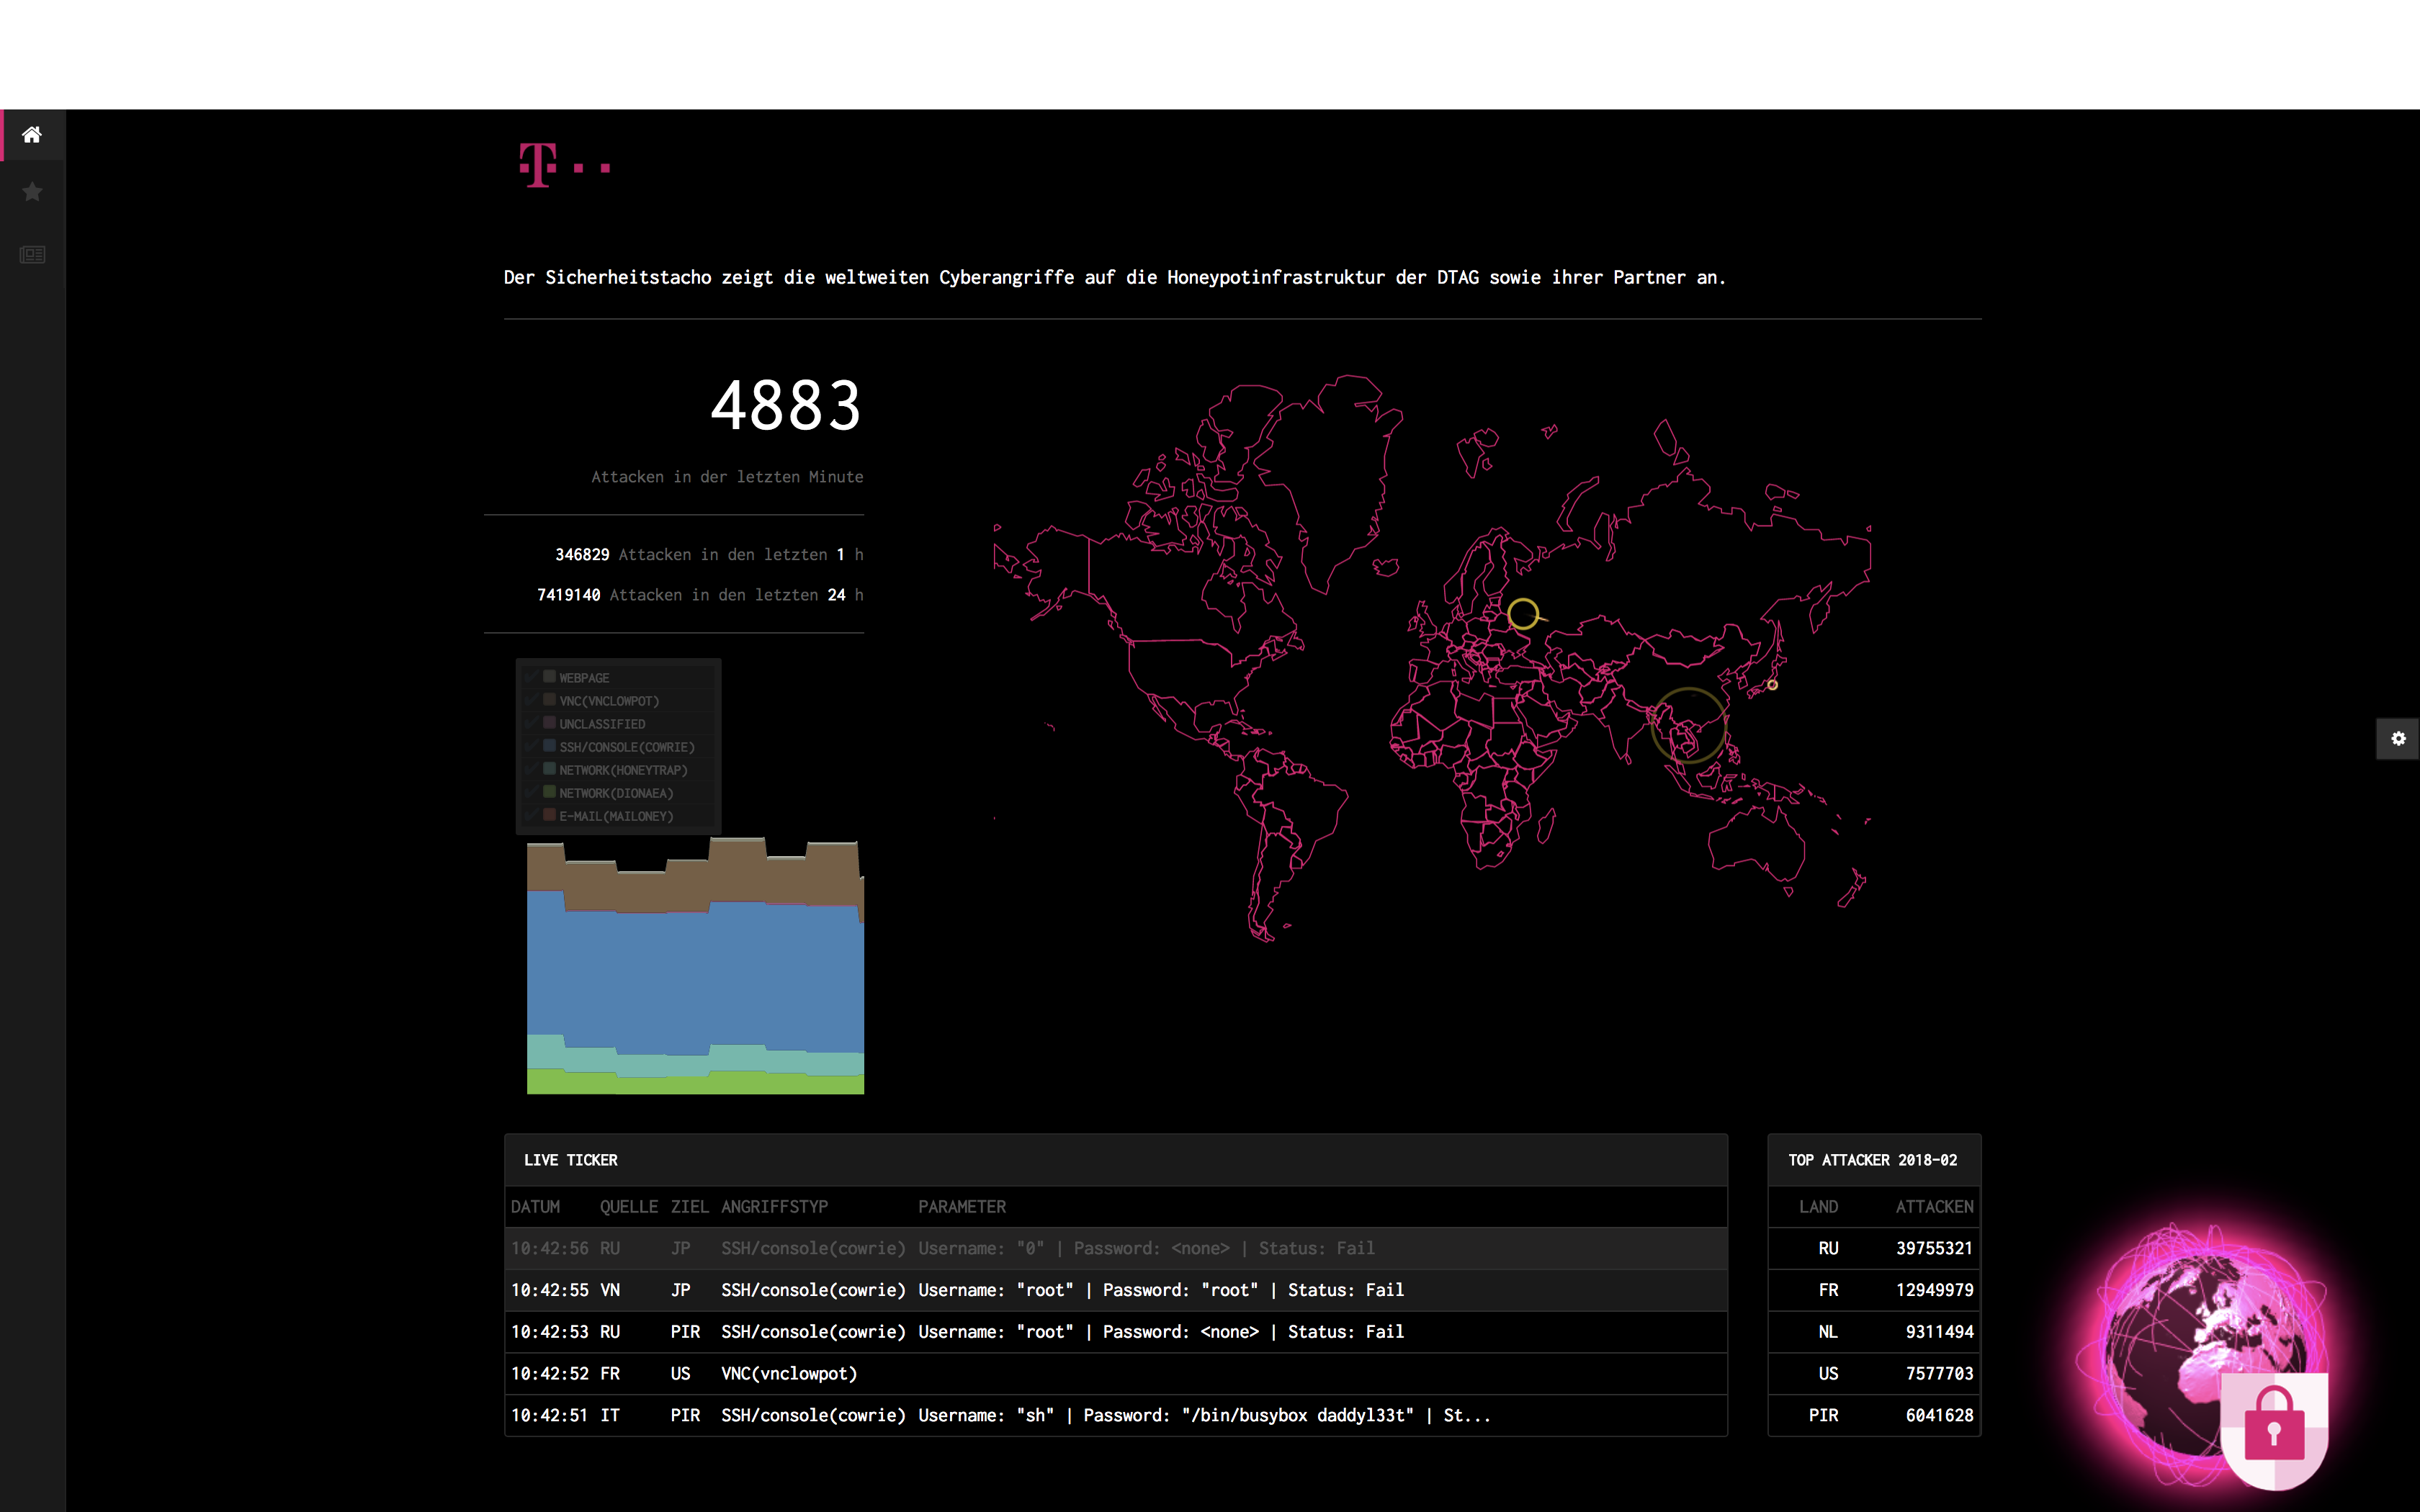 T
Der Sicherheitstacho zeigt die weltweiten Cyberangriffe auf die Honeypotinfrastruktur der DTAG sowie ihrer Partner an.
4883
Attacken in der letzten Minute
346829 Attacken in den letzten 1 h
7419140 Attacken in den letzten 24 h
WEBPAGE
VNC(VNCLOWPOT)
UNCLASSIFIED
SSH/CONSOLE(COWRIE)
NETWORK(HONEYTRAP)
NETWORK(DIONAEA)
E-MAIL(MAILONEY)
LIVE TICKER
DATUM QUELLE ZIEL ANGRIFFSTYP PARAMETER
10:42:56 RU JP SSH/console(cowrie) Username: "0" | Password: <none> | Status: Fail
10:42:55 VN JP SSH/console(cowrie) Username: "root" | Password: "root" | Status: Fail
10:42:53 RU PIR SSH/console(cowrie) Username: "root" | Password: <none> | Status: Fail
10:42:52 FR US VNC(vnclowpot)
10:42:51 IT PIR SSH/console(cowrie) Username: "sh" | Password: "/bin/busybox daddyl33t" | St...
TOP ATTACKER 2018-02
LAND ATTACKEN
RU 39755321
FR 12949979
NL 9311494
US 7577703
PIR 6041628